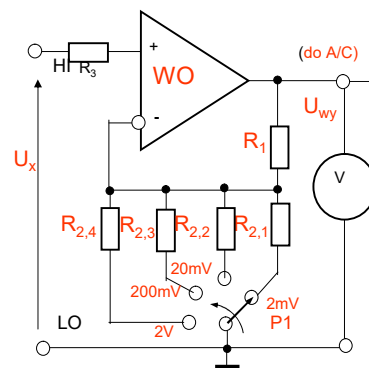 (do A/C)
+
HI
R3
WO
Uwy
-
R1
Ux
V
R2,4
R2,3
R2,2
R2,1
20mV
200mV
2mV
LO
2V
P1